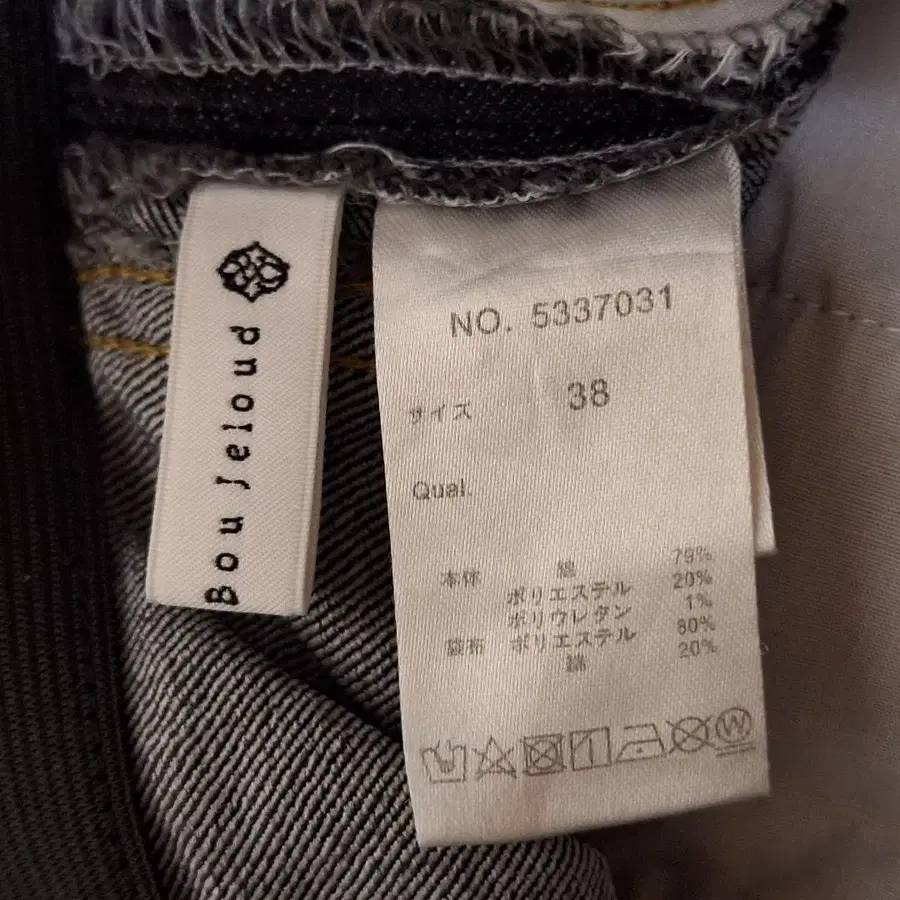 Bou Jeloud
NO. 5337031
サイズ 38
Qual.
本体 綿 79%
ポリエステル 20%
ポリウレタン 1%
袋布 ポリエステル 80%
綿 20%